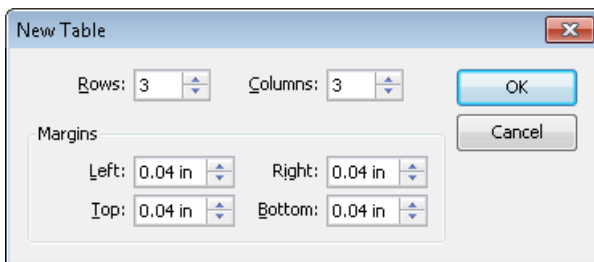 New Table
Rows: 3 Columns: 3 OK
Cancel
Margins
Left: 0.04 in Right: 0.04 in
Top: 0.04 in Bottom: 0.04 in